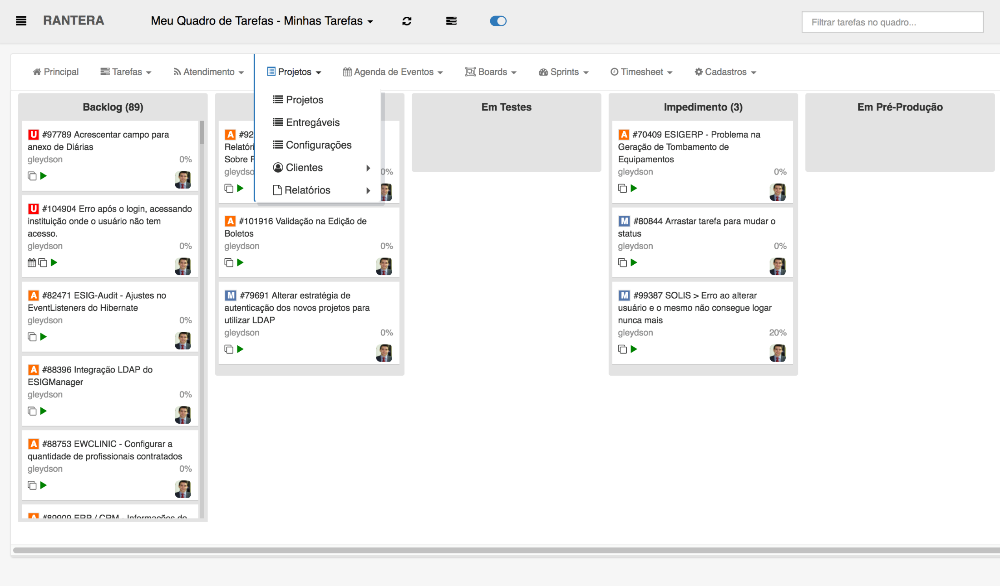 RANTERA
Meu Quadro de Tarefas - Minhas Tarefas
Filtrar tarefas no quadro...
Principal
Tarefas
Atendimento
Projetos
Agenda de Eventos
Boards
Sprints
Timesheet
Cadastros
Projetos
Entregáveis
Configurações
Clientes
Relatórios
Backlog (89)
U #97789 Acrescentar campo para
anexo de Diárias
gleydson 0%
U #104904 Erro após o login, acessando
instituição onde o usuário não tem
acesso.
gleydson 0%
A #82471 ESIG-Audit - Ajustes no
EventListeners do Hibernate
gleydson 0%
A #88396 Integração LDAP do
ESIGManager
gleydson 0%
A #88753 EWCLINIC - Configurar a
quantidade de profissionais contratados
gleydson 0%
A #89909 ERP / CRM - Informações do
A #92
Relatóri
Sobre
gleydso 0%
A #101916 Validação na Edição de
Boletos
gleydson 0%
M #79691 Alterar estratégia de
autenticação dos novos projetos para
utilizar LDAP
gleydson 0%
Em Testes
Impedimento (3)
A #70409 ESIGERP - Problema na
Geração de Tombamento de
Equipamentos
gleydson 0%
M #80844 Arrastar tarefa para mudar o
status
gleydson 0%
M #99387 SOLIS > Erro ao alterar
usuário e o mesmo não consegue logar
nunca mais
gleydson 20%
Em Pré-Produção